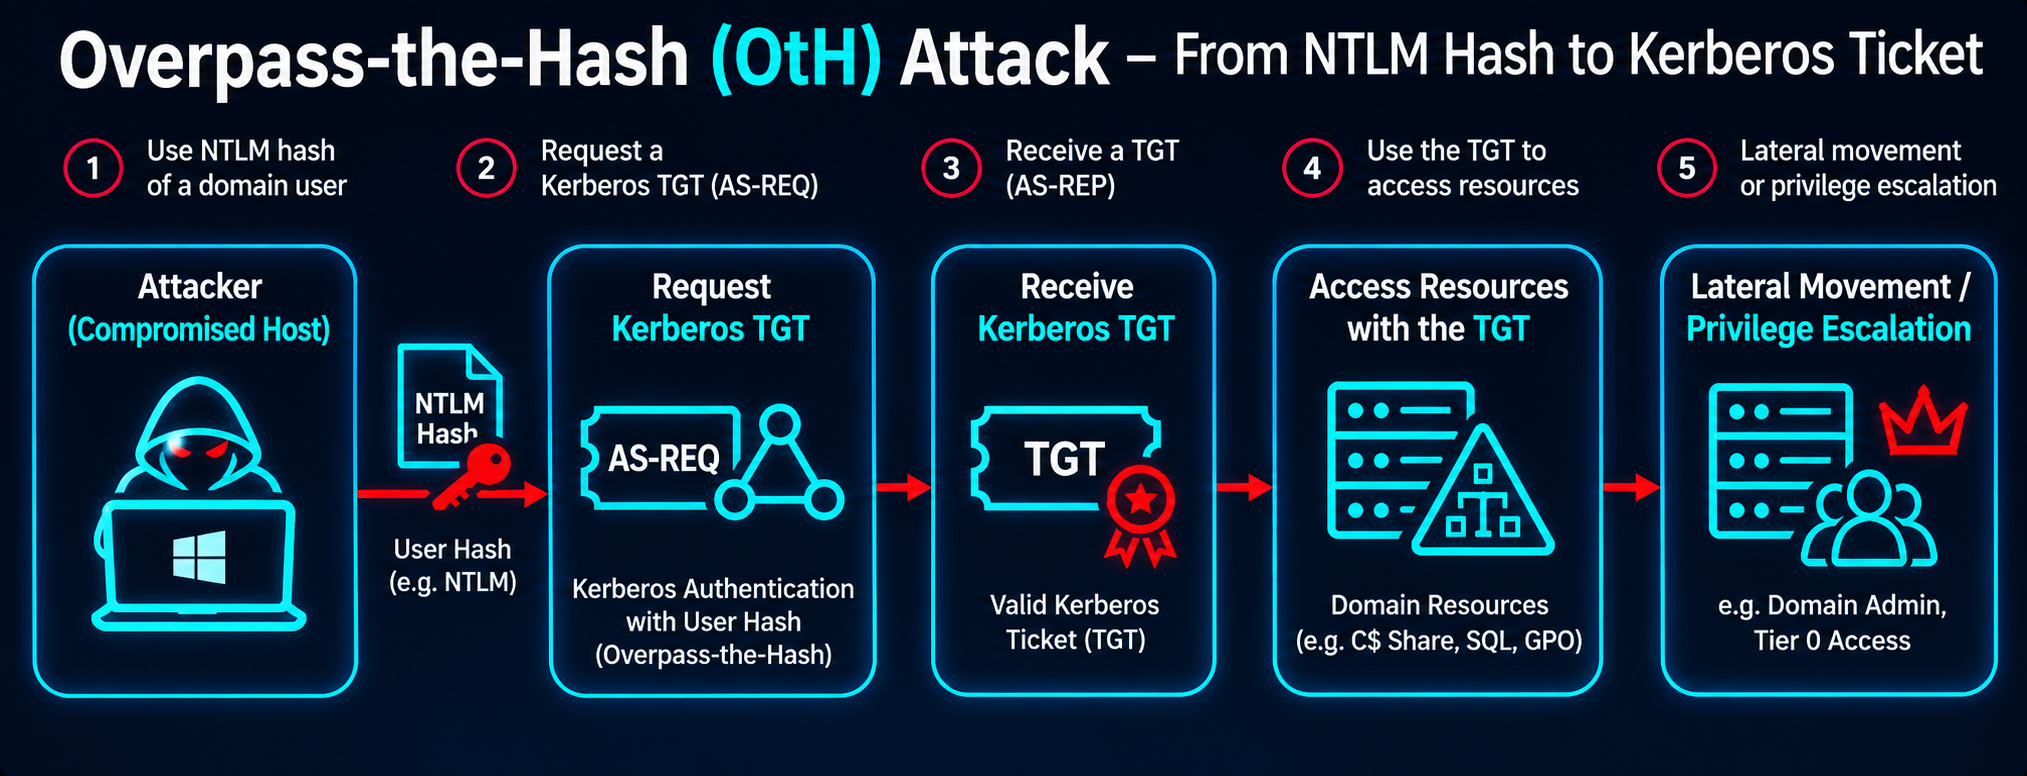 Overpass-the-Hash (OtH) Attack – From NTLM Hash to Kerberos Ticket
1
Use NTLM hash
of a domain user
2
Request a
Kerberos TGT (AS-REQ)
3
Receive a TGT
(AS-REP)
4
Use the TGT to
access resources
5
Lateral movement
or privilege escalation
Attacker
(Compromised Host)
NTLM
Hash
User Hash
(e.g. NTLM)
Request
Kerberos TGT
AS-REQ
Kerberos Authentication
with User Hash
(Overpass-the-Hash)
Receive
Kerberos TGT
TGT
Valid Kerberos
Ticket (TGT)
Access Resources
with the TGT
Domain Resources
(e.g. C$ Share, SQL, GPO)
Lateral Movement /
Privilege Escalation
e.g. Domain Admin,
Tier 0 Access